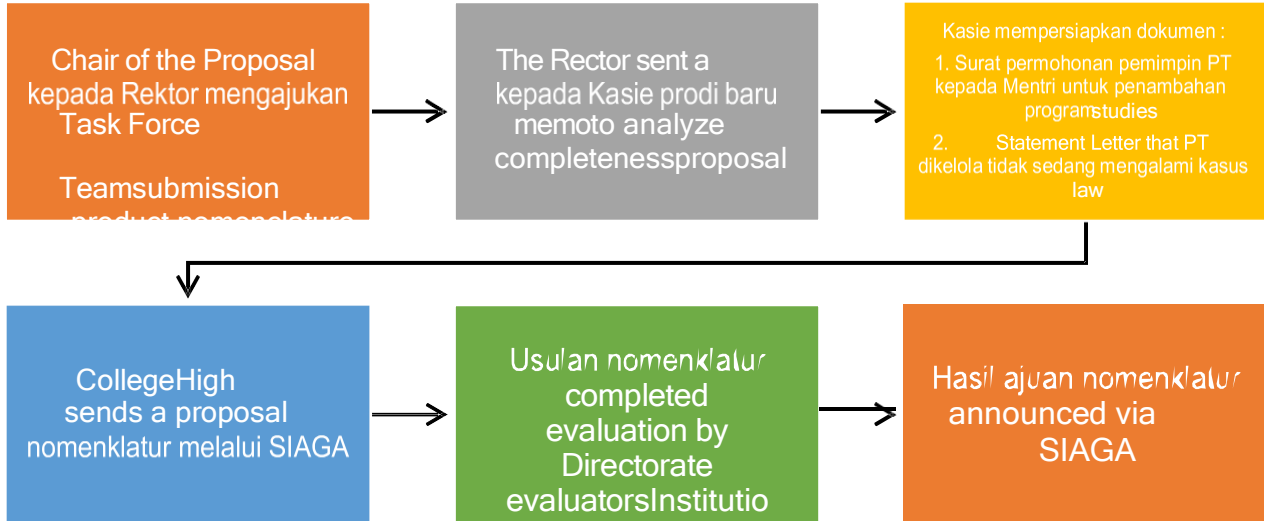 Chair of the Proposal
kepada Rektor mengajukan
Task Force
Teamsubmission
product nomenclature
The Rector sent a
kepada Kasie prodi baru
memoto analyze
completenessproposal
Kasie mempersiapkan dokumen :
1. Surat permohonan pemimpin PT
kepada Mentri untuk penambahan
programstudies
2. Statement Letter that PT
dikelola tidak sedang mengalami kasus
law
CollegeHigh
sends a proposal
nomenklatur melalui SIAGA
Usulan nomenklatur
completed
evaluation by
Directorate
evaluatorsInstitutio
Hasil ajuan nomenklatur
announced via
SIAGA